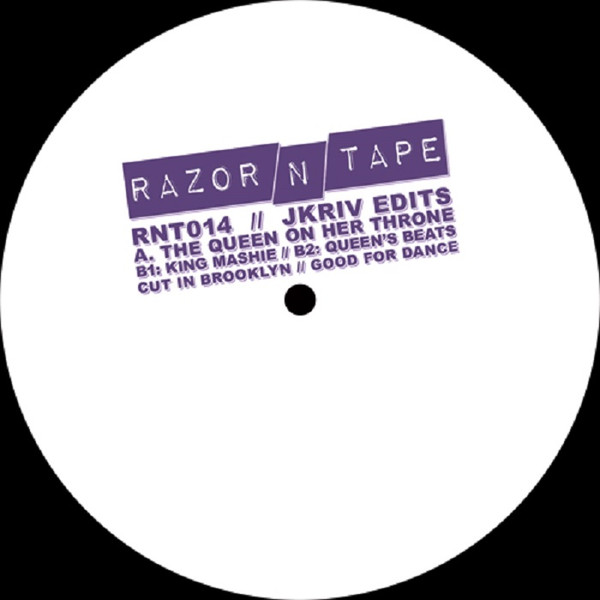 RAZOR N TAPE
RNT014 // JKRIV EDITS
A. THE QUEEN ON HER THRONE
B1: KING MASHIE // B2: QUEEN'S BEATS
CUT IN BROOKLYN // GOOD FOR DANCE